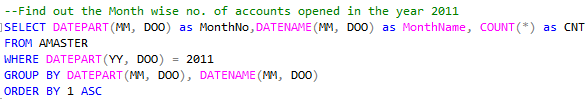 --Find out the Month wise no. of accounts opened in the year 2011
SELECT DATEPART(MM, DOO) as MonthNo,DATENAME(MM, DOO) as MonthName, COUNT(*) as CNT
FROM AMASTER
WHERE DATEPART(YY, DOO) = 2011
GROUP BY DATEPART(MM, DOO), DATENAME(MM, DOO)
ORDER BY 1 ASC